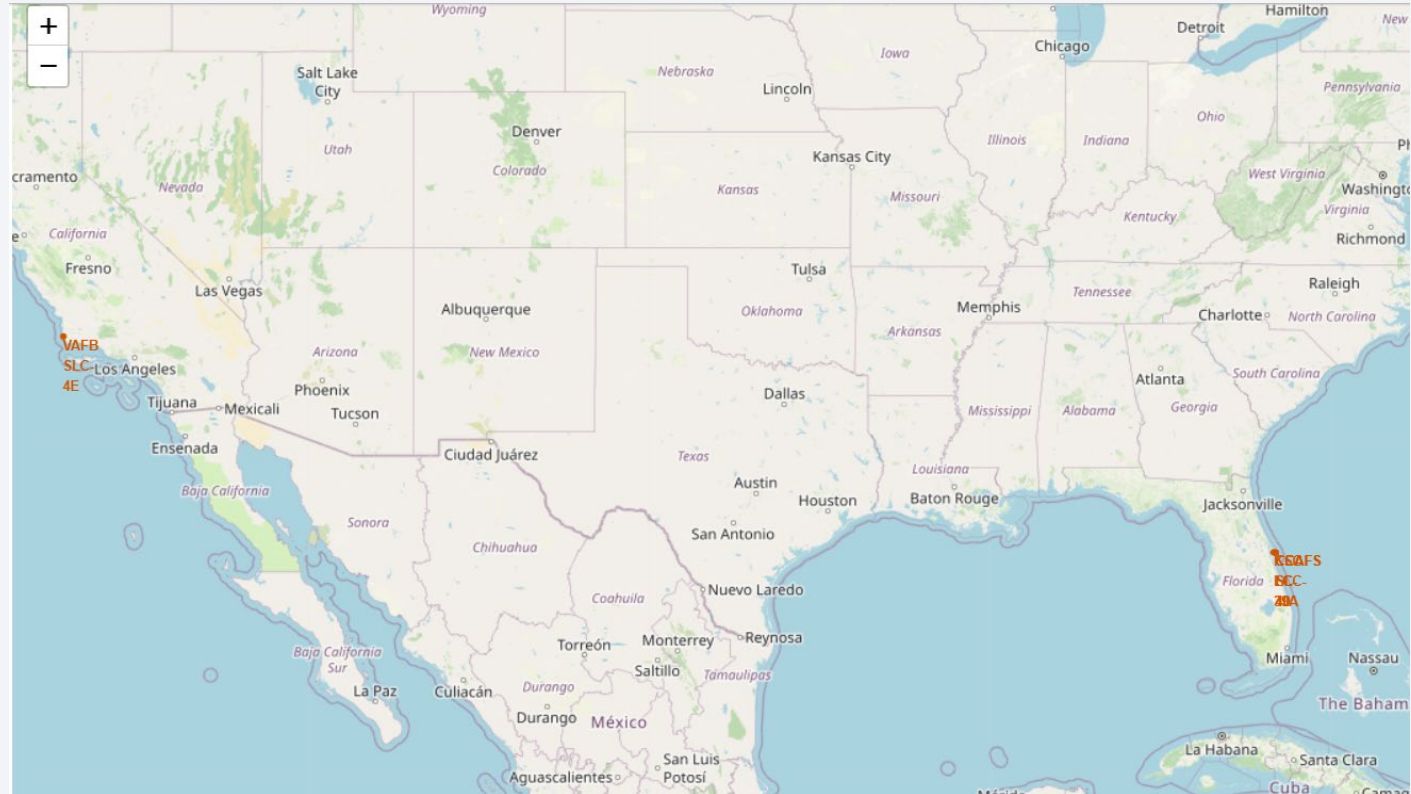 +
−
Wyoming
Hamilton
New
Detroit
Chicago
Iowa
Nebraska
Salt Lake
City
Lincoln
Pennsylvania
Ohio
Denver
Illinois
Indiana
Utah
Colorado
Kansas City
cramento
Nevada
Kansas
Missouri
West Virginia
Washingto
Kentucky
Virginia
California
Richmond
Fresno
Las Vegas
Tulsa
Raleigh
Tennessee
Albuquerque
Oklahoma
Memphis
Charlotte
North Carolina
Arkansas
VAFB
SLC-
4E
Los Angeles
Arizona
New Mexico
South Carolina
Phoenix
Dallas
Atlanta
Tijuana
Mexicali
Tucson
Mississippi
Alabama
Georgia
Ensenada
Ciudad Juárez
Texas
Louisiana
Baja California
Austin
Houston
Baton Rouge
Jacksonville
Sonora
San Antonio
Chihuahua
Florida
Nuevo Laredo
Coahuila
Torreón
Monterrey
Reynosa
Baja California
Sur
Saltillo
Tamaulipas
Miami
Nassau
La Paz
Culiacán
Durango
Durango
México
The Baham
La Habana
Santa Clara
San Luis
Potosí
Aguascalientes
Cuba